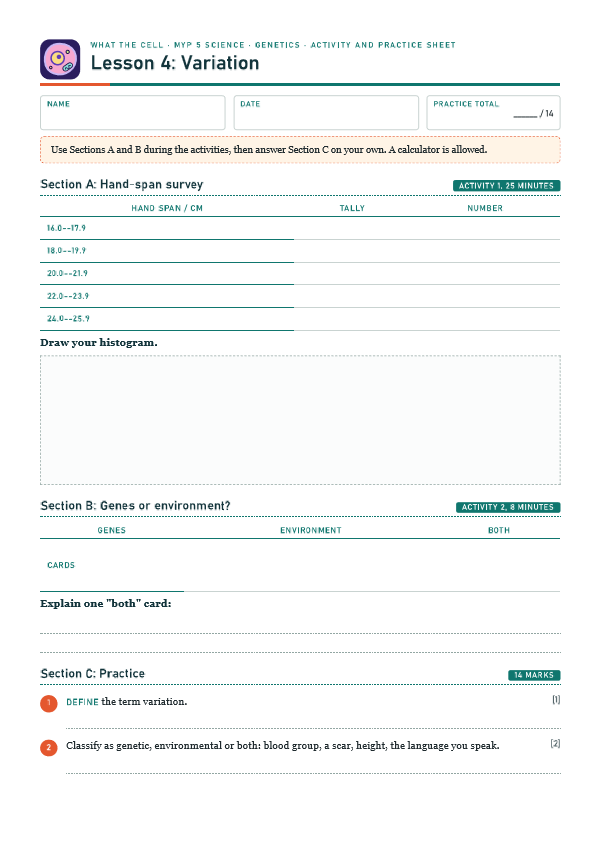 WHAT THE CELL · MYP 5 SCIENCE · GENETICS · ACTIVITY AND PRACTICE SHEET
Lesson 4: Variation
NAME
DATE
PRACTICE TOTAL
_____ / 14
Use Sections A and B during the activities, then answer Section C on your own. A calculator is allowed.
Section A: Hand-span survey
ACTIVITY 1, 25 MINUTES
HAND SPAN / CM TALLY NUMBER
16.0--17.9
18.0--19.9
20.0--21.9
22.0--23.9
24.0--25.9
Draw your histogram.
Section B: Genes or environment?
ACTIVITY 2, 8 MINUTES
GENES ENVIRONMENT BOTH
CARDS
Explain one "both" card:
Section C: Practice
14 MARKS
1 DEFINE the term variation. [1]
2 Classify as genetic, environmental or both: blood group, a scar, height, the language you speak. [2]